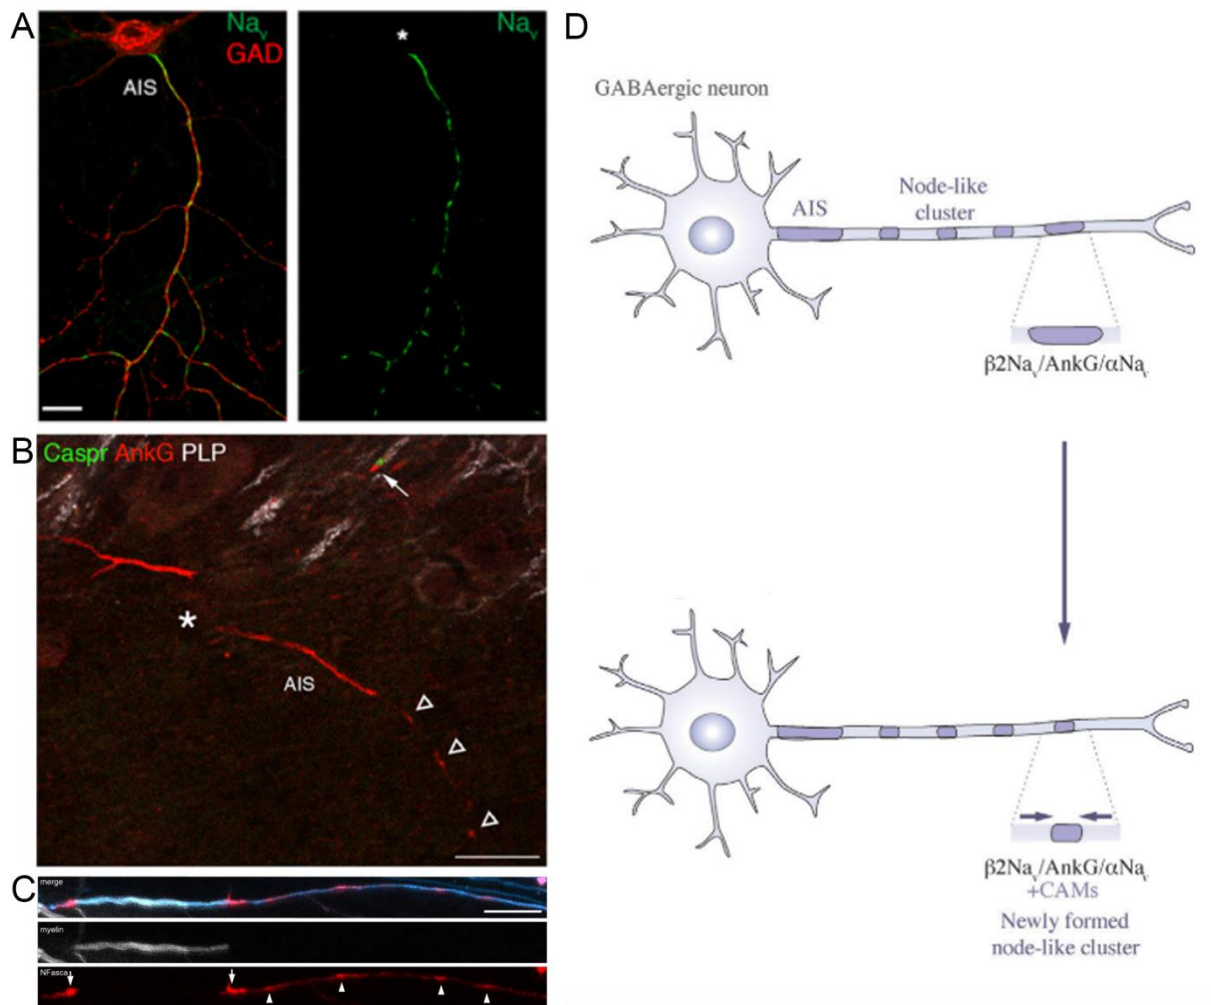 A
Naᵥ
GAD
AIS
*
Naᵥ
B
Caspr AnkG PLP
*
AIS
C
merge
myelin
NFasca
D
GABAergic neuron
AIS
Node-like
cluster
β2Naᵥ/AnkG/αNaᵥ
β2Naᵥ/AnkG/αNaᵥ
+CAMs
Newly formed
node-like cluster